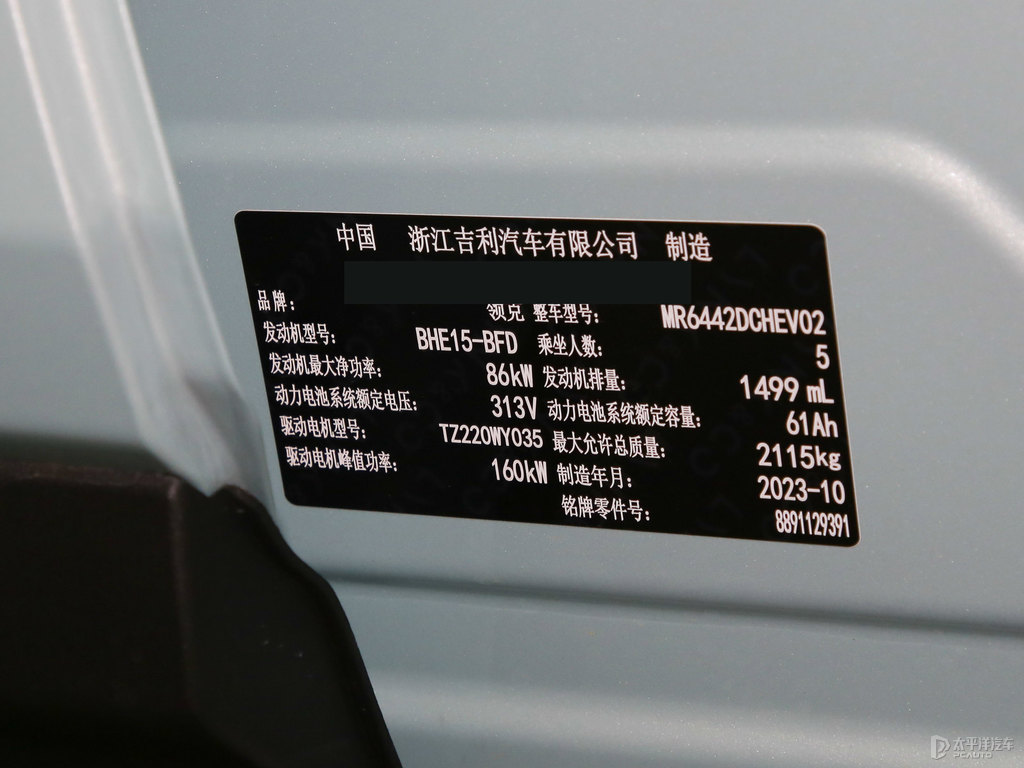 中国 浙江吉利汽车有限公司 制造
品牌: 领克 整车型号: MR6442DCHEV02
发动机型号: BHE15-BFD 乘坐人数: 5
发动机最大净功率: 86kW 发动机排量: 1499 mL
动力电池系统额定电压: 313V 动力电池系统额定容量: 61Ah
驱动电机型号: TZ220WY035 最大允许总质量: 2115kg
驱动电机峰值功率: 160kW 制造年月: 2023-10
铭牌零件号: 8891129391
太平洋汽车
PCAUTO